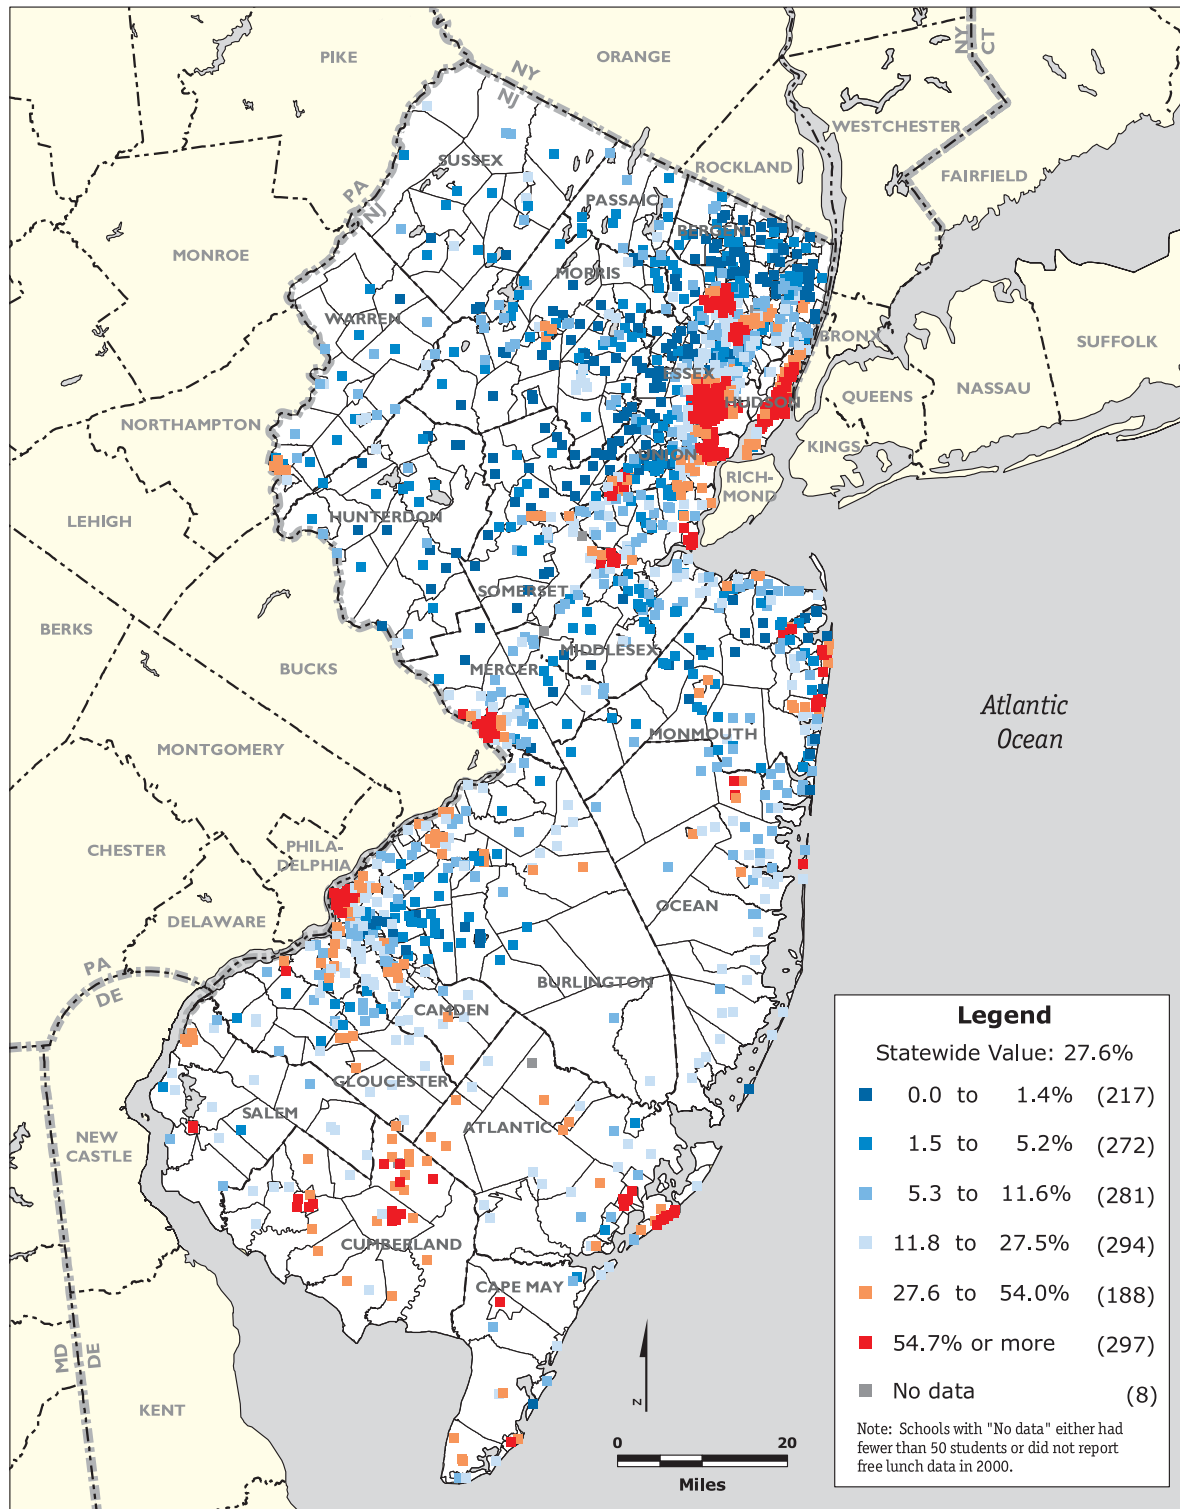 PIKE
ORANGE
NY
CT
NY
NJ
WESTCHESTER
ROCKLAND
FAIRFIELD
SUSSEX
PA
NJ
PASSAIC
BERGEN
MONROE
MORRIS
WARREN
BRONX
SUFFOLK
ESSEX
NASSAU
QUEENS
HUDSON
NORTHAMPTON
KINGS
UNION
RICH-
MOND
LEHIGH
HUNTERDON
SOMERSET
BERKS
MIDDLESEX
BUCKS
MERCER
Atlantic
Ocean
MONMOUTH
MONTGOMERY
CHESTER
PHILA-
DELPHIA
OCEAN
DELAWARE
PA
DE
BURLINGTON
CAMDEN
GLOUCESTER
SALEM
ATLANTIC
NEW
CASTLE
CUMBERLAND
CAPE MAY
MD
DE
KENT
N
0 20
Miles
Legend
Statewide Value: 27.6%
0.0 to 1.4% (217)
1.5 to 5.2% (272)
5.3 to 11.6% (281)
11.8 to 27.5% (294)
27.6 to 54.0% (188)
54.7% or more (297)
No data (8)
Note: Schools with "No data" either had
fewer than 50 students or did not report
free lunch data in 2000.